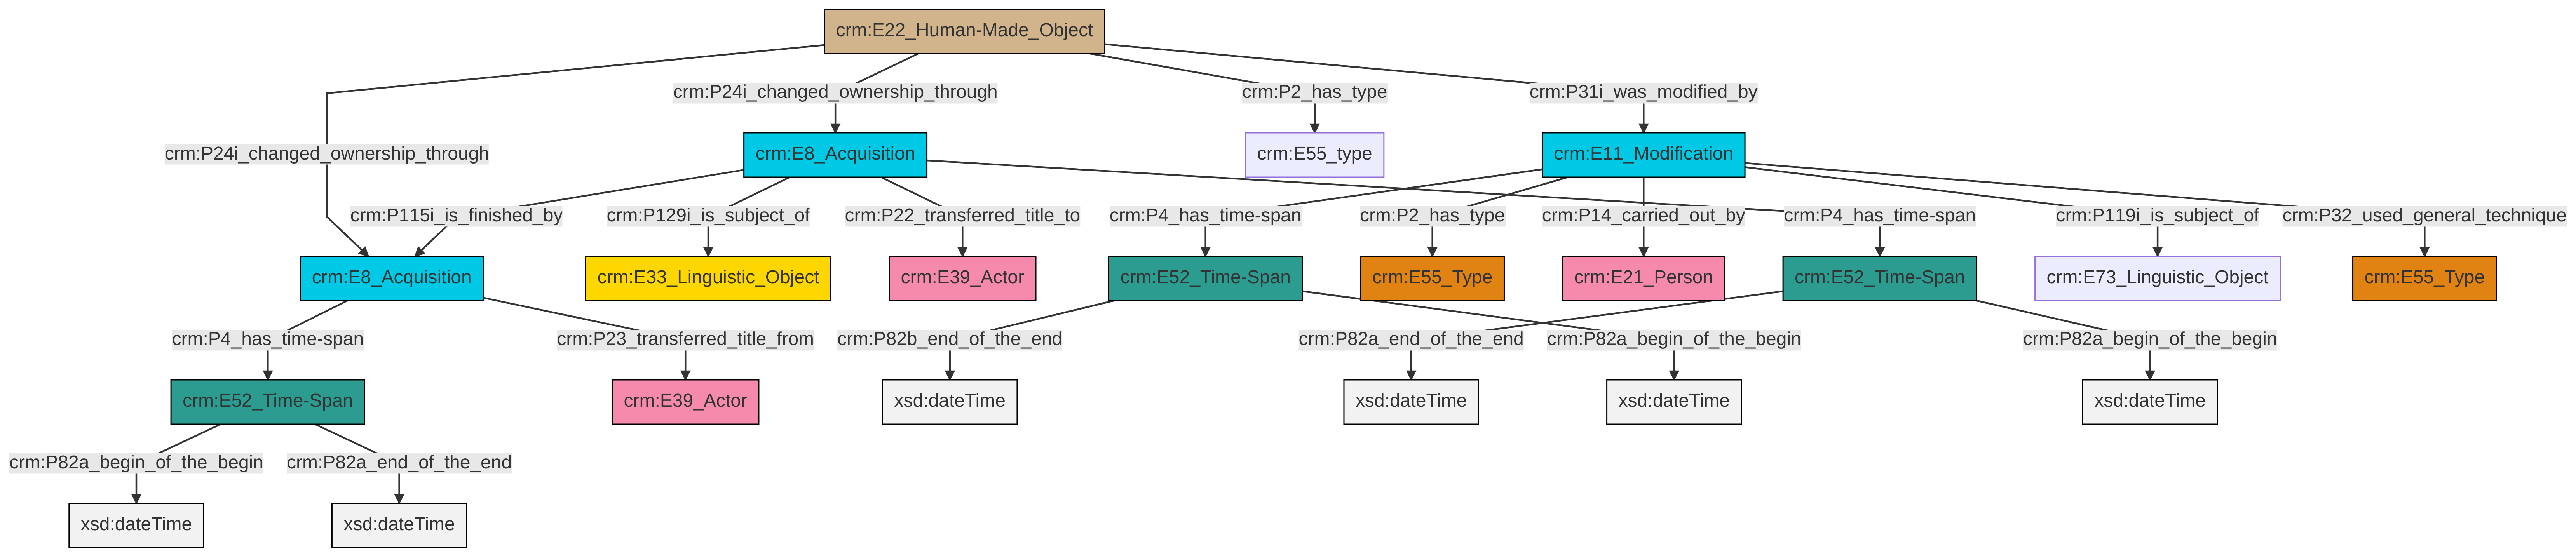 crm:E22_Human-Made_Object
crm:P24i_changed_ownership_through
crm:P2_has_type
crm:P31i_was_modified_by
crm:P24i_changed_ownership_through
crm:E8_Acquisition
crm:E55_type
crm:E11_Modification
crm:P115i_is_finished_by
crm:P129i_is_subject_of
crm:P22_transferred_title_to
crm:P4_has_time-span
crm:P2_has_type
crm:P14_carried_out_by
crm:P4_has_time-span
crm:P119i_is_subject_of
crm:P32_used_general_technique
crm:E8_Acquisition
crm:E33_Linguistic_Object
crm:E39_Actor
crm:E52_Time-Span
crm:E55_Type
crm:E21_Person
crm:E52_Time-Span
crm:E73_Linguistic_Object
crm:E55_Type
crm:P4_has_time-span
crm:P23_transferred_title_from
crm:P82b_end_of_the_end
crm:P82a_end_of_the_end
crm:P82a_begin_of_the_begin
crm:P82a_begin_of_the_begin
crm:E52_Time-Span
crm:E39_Actor
xsd:dateTime
xsd:dateTime
xsd:dateTime
xsd:dateTime
crm:P82a_begin_of_the_begin
crm:P82a_end_of_the_end
xsd:dateTime
xsd:dateTime